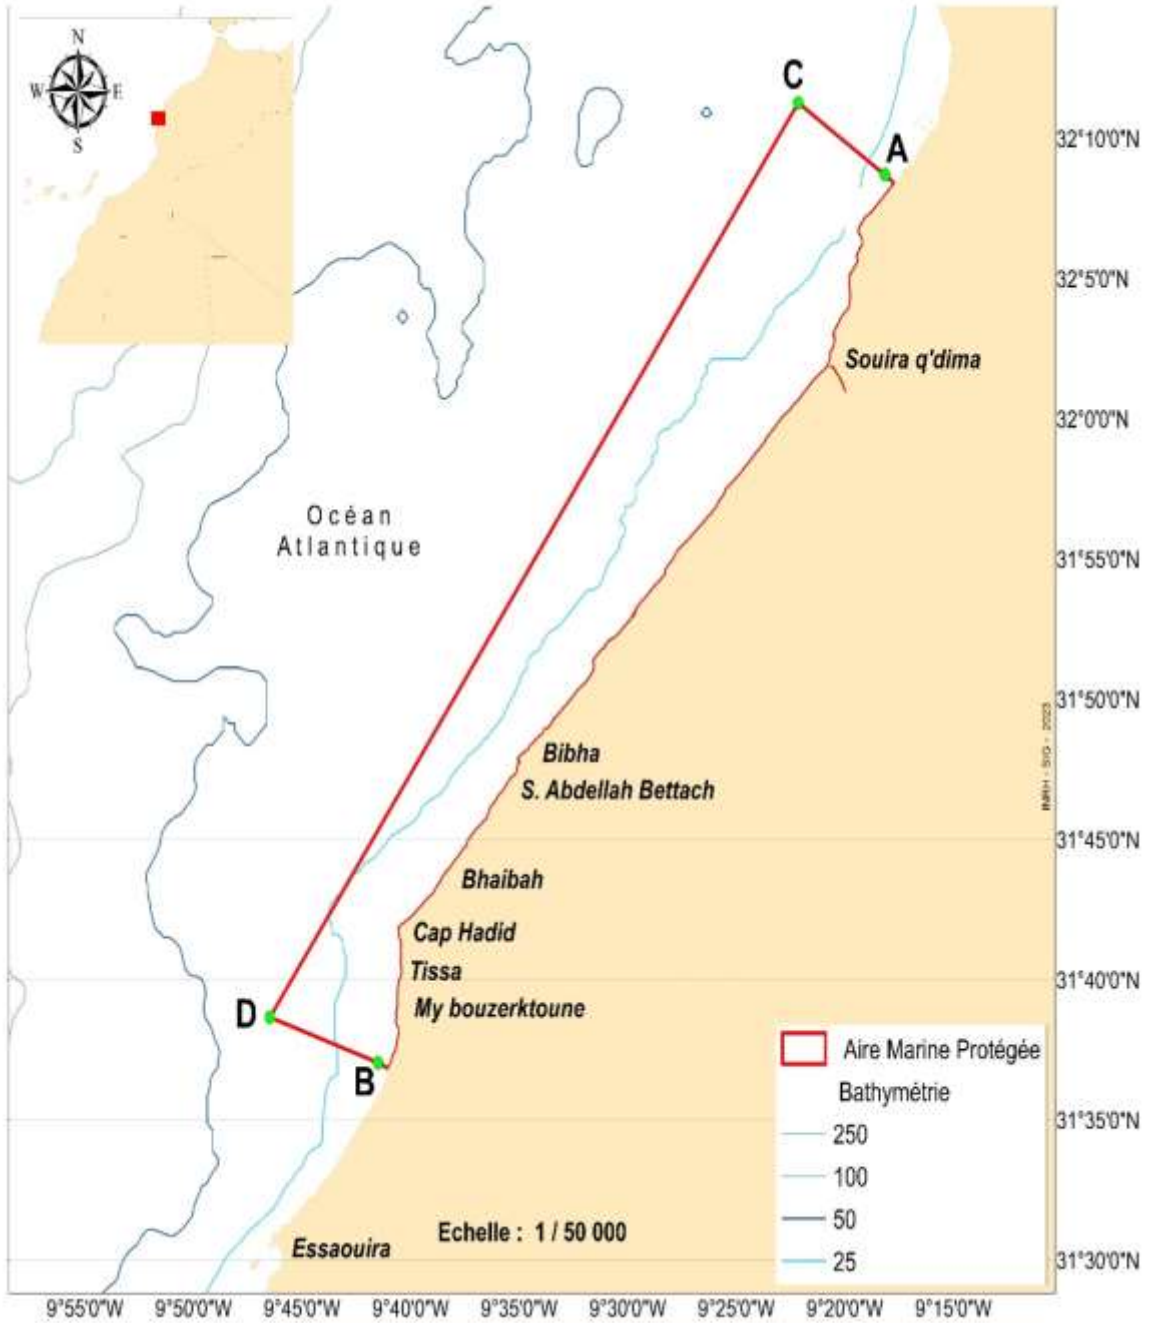 N
W
E
S
C
A
32°10'0"N
32°5'0"N
Souira q'dima
32°0'0"N
Océan
Atlantique
31°55'0"N
31°50'0"N
INRH - SIG - 2023
Bibha
S. Abdellah Bettach
31°45'0"N
Bhaibah
Cap Hadid
Tissa
31°40'0"N
My bouzerktoune
D
B
Aire Marine Protégée
Bathymétrie
250
100
50
25
31°35'0"N
Echelle : 1 / 50 000
Essaouira
31°30'0"N
9°55'0"W 9°50'0"W 9°45'0"W 9°40'0"W 9°35'0"W 9°30'0"W 9°25'0"W 9°20'0"W 9°15'0"W